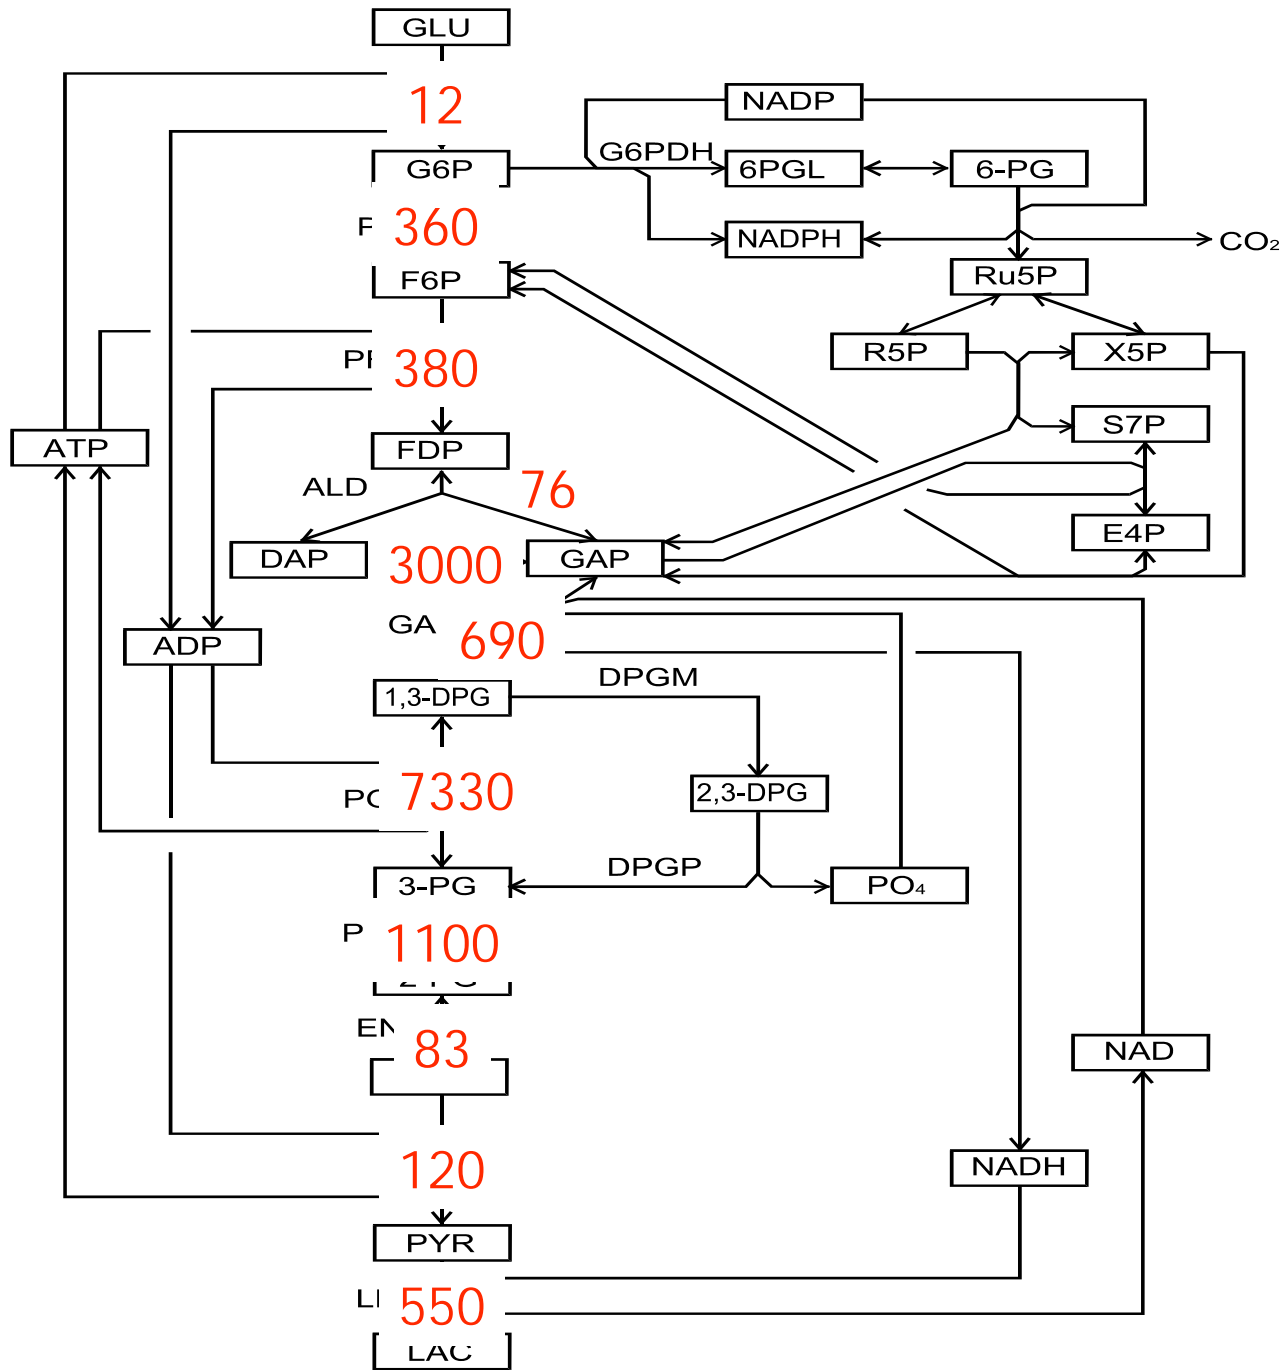 GLU
12
NADP
G6PDH
G6P
6PGL
6-PG
360
NADPH
CO₂
F6P
Ru5P
R5P
X5P
380
ATP
FDP
S7P
ALD
76
E4P
DAP
3000
GAP
GA
690
ADP
DPGM
1,3-DPG
7330
2,3-DPG
DPGP
3-PG
PO₄
P
1100
EN
83
NAD
120
NADH
PYR
550
LAC